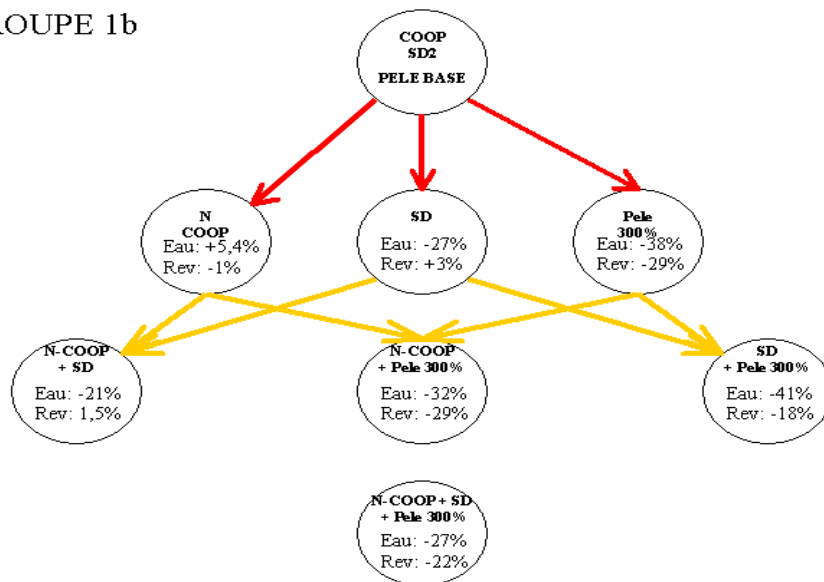 OUPE 1b
COOP
SD2
PELE BASE
N
COOP
Eau: +5,4%
Rev: -1%
SD
Eau: -27%
Rev: +3%
Pele
300%
Eau: -38%
Rev: -29%
N-COOP
+ SD
Eau: -21%
Rev: 1,5%
N-COOP
+ Pele 300%
Eau: -32%
Rev: -29%
SD
+ Pele 300%
Eau: -41%
Rev: -18%
N-COOP + SD
+ Pele 300%
Eau: -27%
Rev: -22%